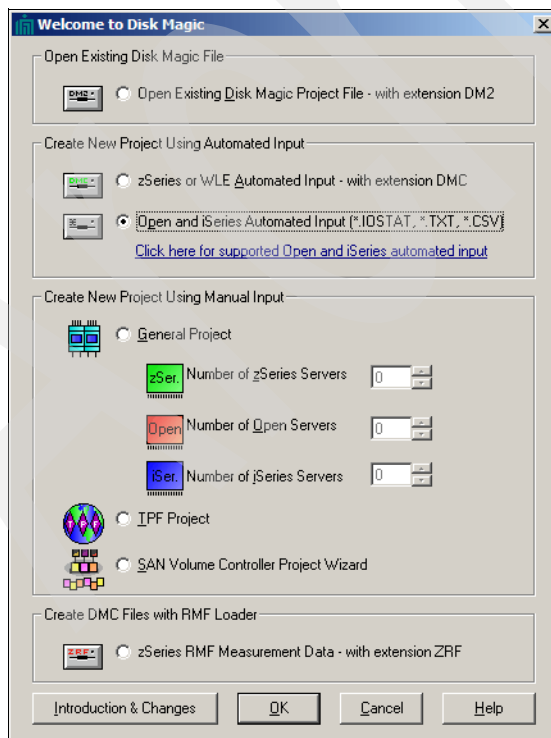 Welcome to Disk Magic
Open Existing Disk Magic File
DM2
Open Existing Disk Magic Project File - with extension DM2
Create New Project Using Automated Input
DMC
zSeries or WLE Automated Input - with extension DMC
Open and iSeries Automated Input (*.IOSTAT, *.TXT, *.CSV)
Click here for supported Open and iSeries automated input
Create New Project Using Manual Input
General Project
zSer. Number of zSeries Servers 0
Open Number of Open Servers 0
iSer. Number of iSeries Servers 0
TPF TPF Project
SAN Volume Controller Project Wizard
Create DMC Files with RMF Loader
ZRF
zSeries RMF Measurement Data - with extension ZRF
Introduction & Changes OK Cancel Help